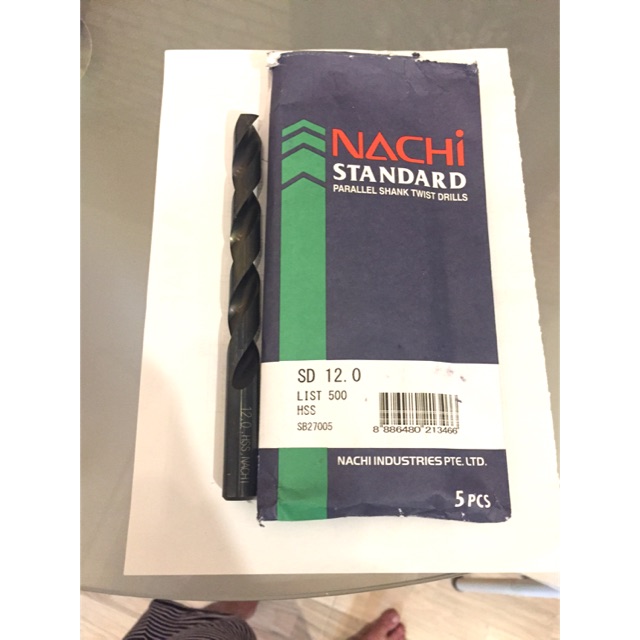 NACHi
STANDARD
PARALLEL SHANK TWIST DRILLS
SD 12.0
LIST 500
HSS
SB27005
8 886480 213466
NACHI INDUSTRIES PTE. LTD.
5 PCS
12.0.HSS.NACHI